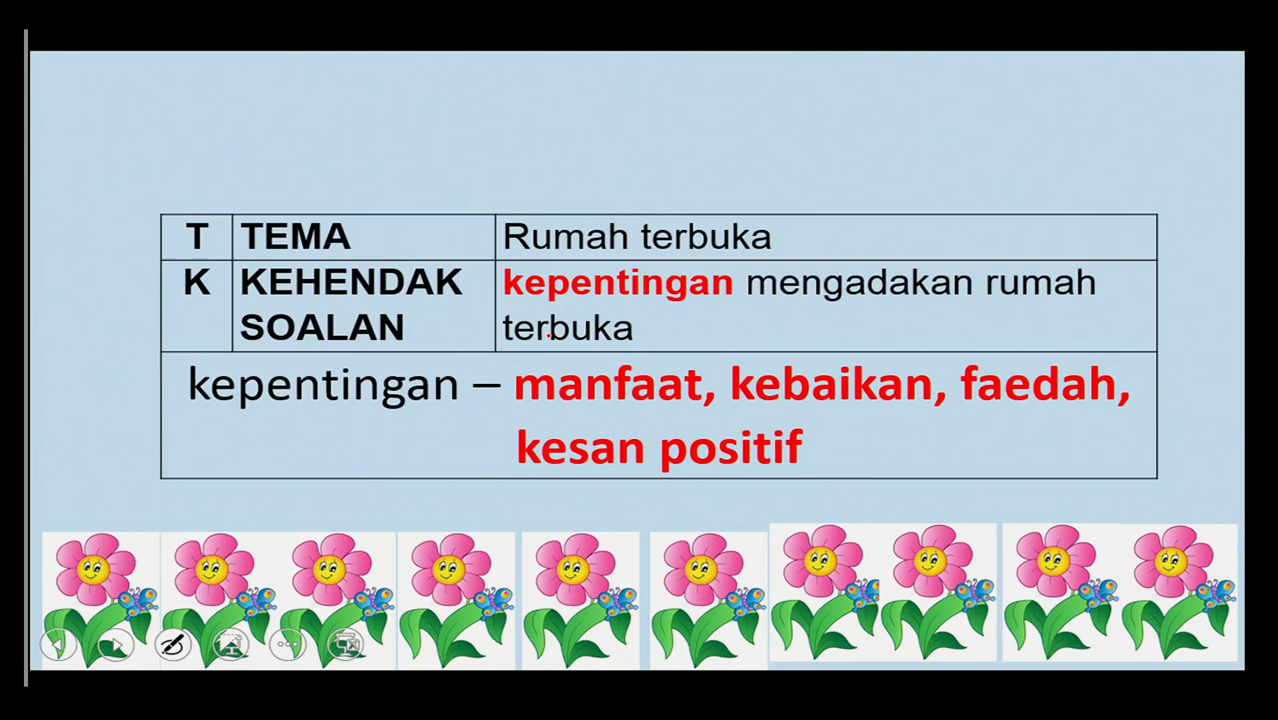 T TEMA Rumah terbuka
K KEHENDAK kepentingan mengadakan rumah
SOALAN terbuka
kepentingan – manfaat, kebaikan, faedah,
kesan positif